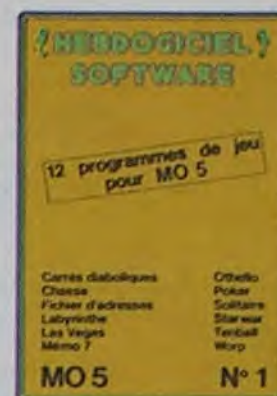 HEBDOGICIEL
SOFTWARE
12 programmes de jeu
pour MO 5
Carrés diaboliques
Chasse
Fichier d'adresses
Labyrinthe
Las Vegas
Mémo 7
Othello
Poker
Solitaire
Starwar
Tenball
Worp
MO 5
N° 1